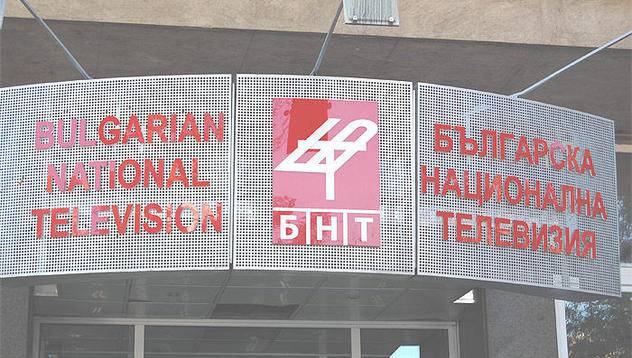 BULGARIAN
NATIONAL
TELEVISION
БНТ
БЪЛГАРСКА
НАЦИОНАЛНА
ТЕЛЕВИЗИЯ